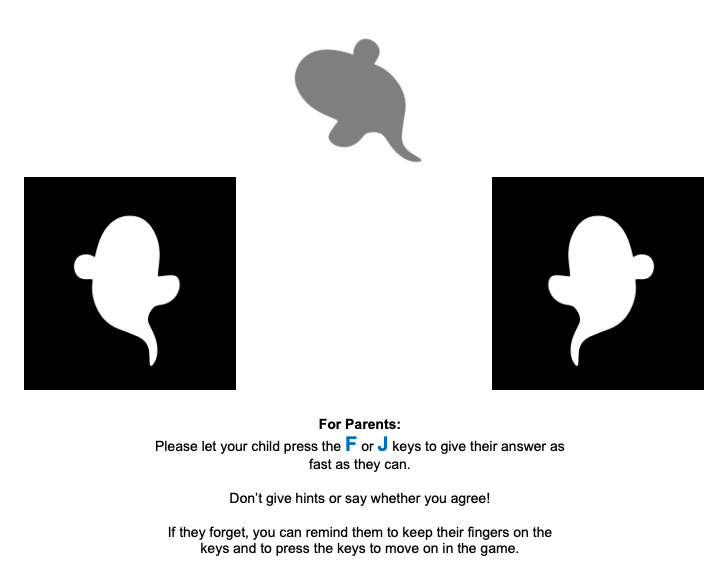 For Parents:
Please let your child press the F or J keys to give their answer as
fast as they can.
Don’t give hints or say whether you agree!
If they forget, you can remind them to keep their fingers on the
keys and to press the keys to move on in the game.